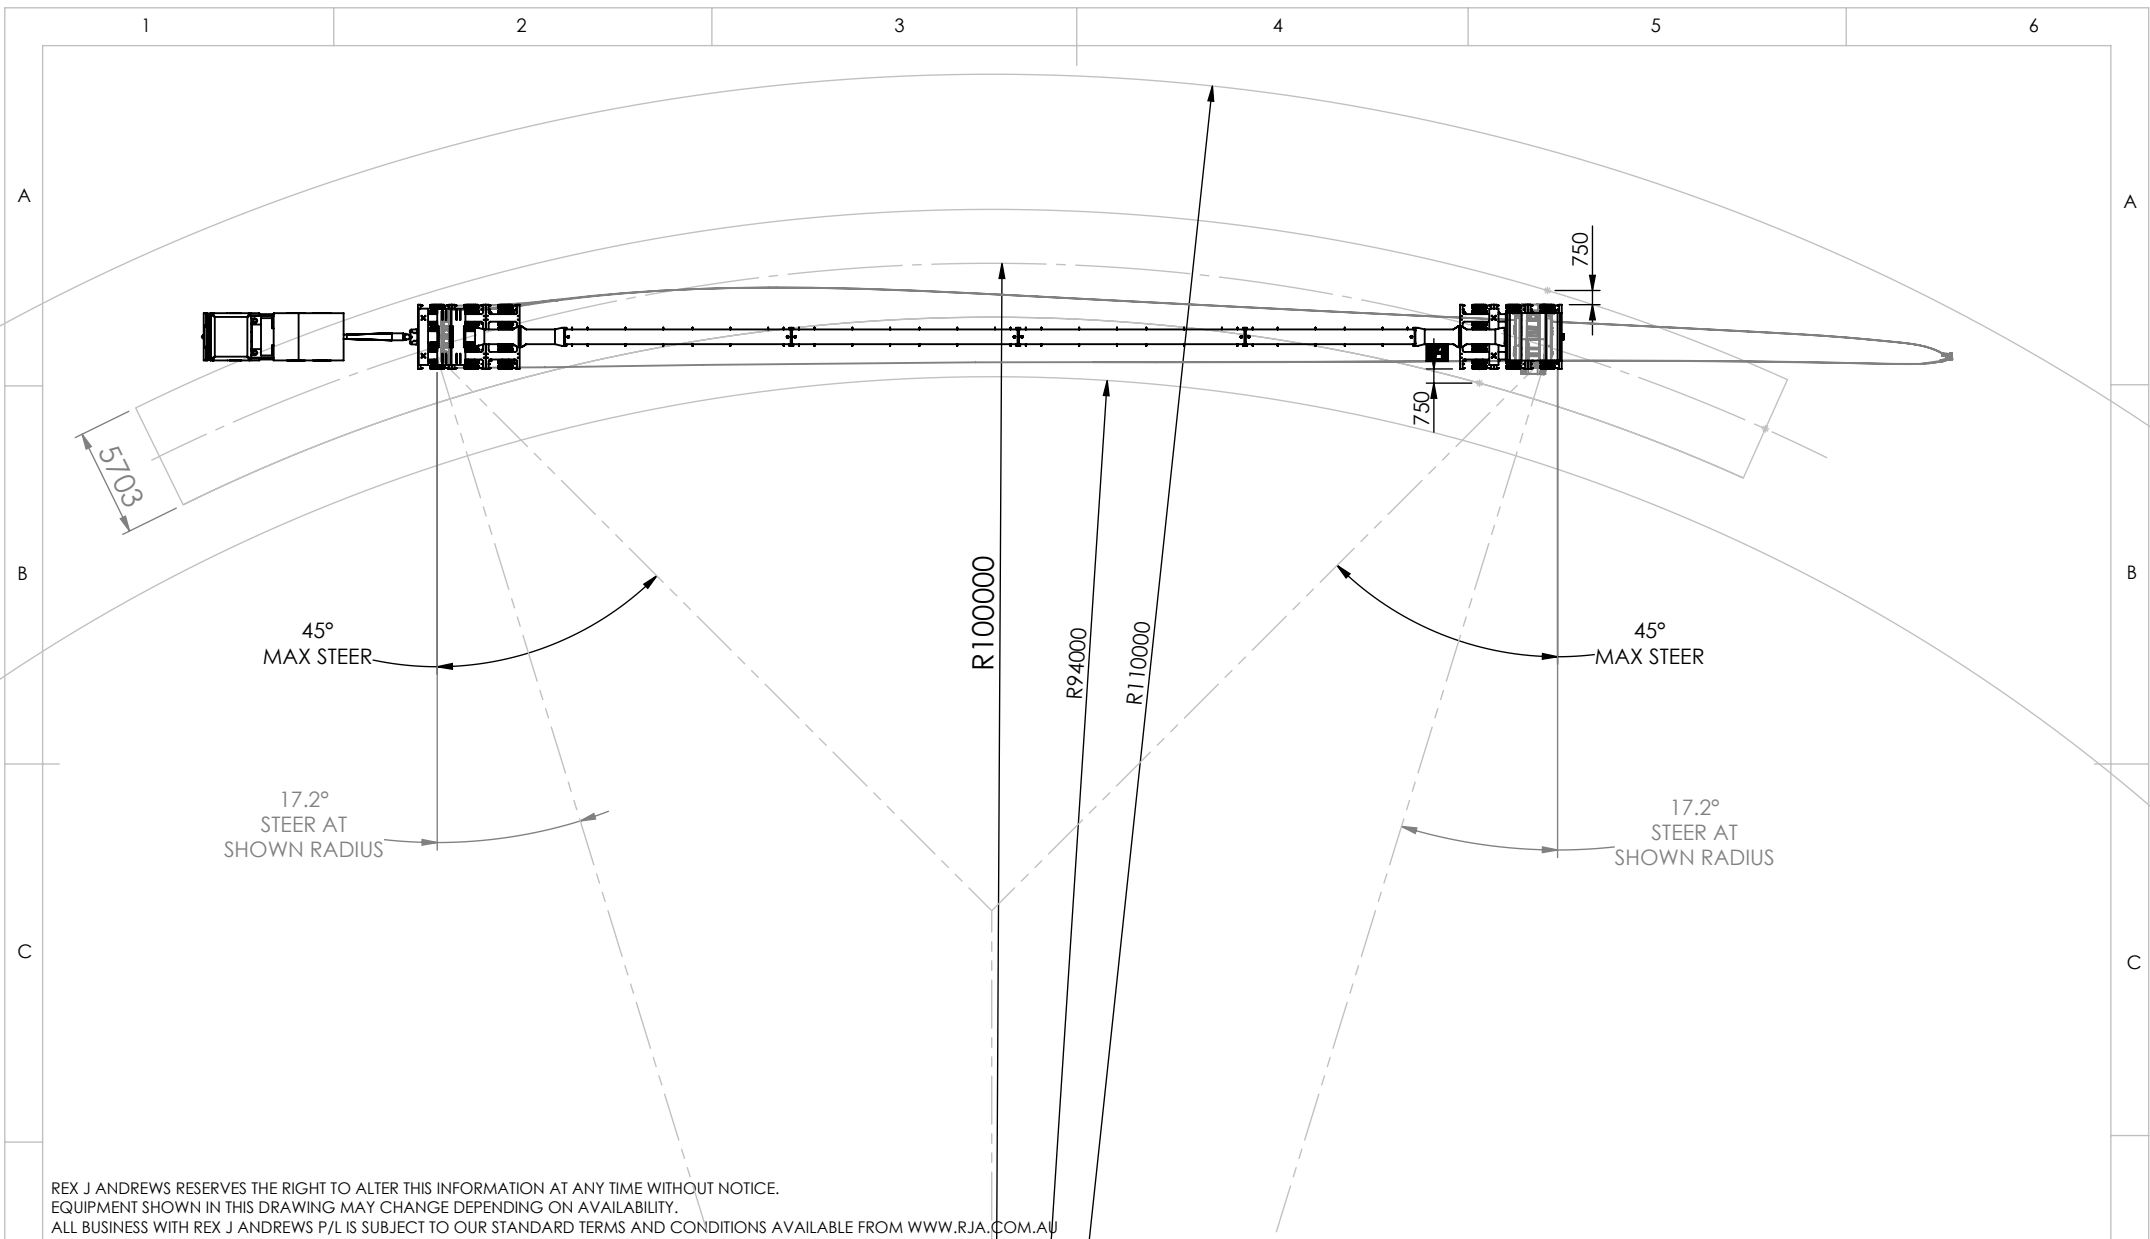 1
2
3
4
5
6
A
A
750
750
5703
B
B
R100000
R94000
R110000
45°
MAX STEER
45°
MAX STEER
17.2°
STEER AT
SHOWN RADIUS
17.2°
STEER AT
SHOWN RADIUS
C
C
REX J ANDREWS RESERVES THE RIGHT TO ALTER THIS INFORMATION AT ANY TIME WITHOUT NOTICE.
EQUIPMENT SHOWN IN THIS DRAWING MAY CHANGE DEPENDING ON AVAILABILITY.
ALL BUSINESS WITH REX J ANDREWS P/L IS SUBJECT TO OUR STANDARD TERMS AND CONDITIONS AVAILABLE FROM WWW.RJA.COM.AU